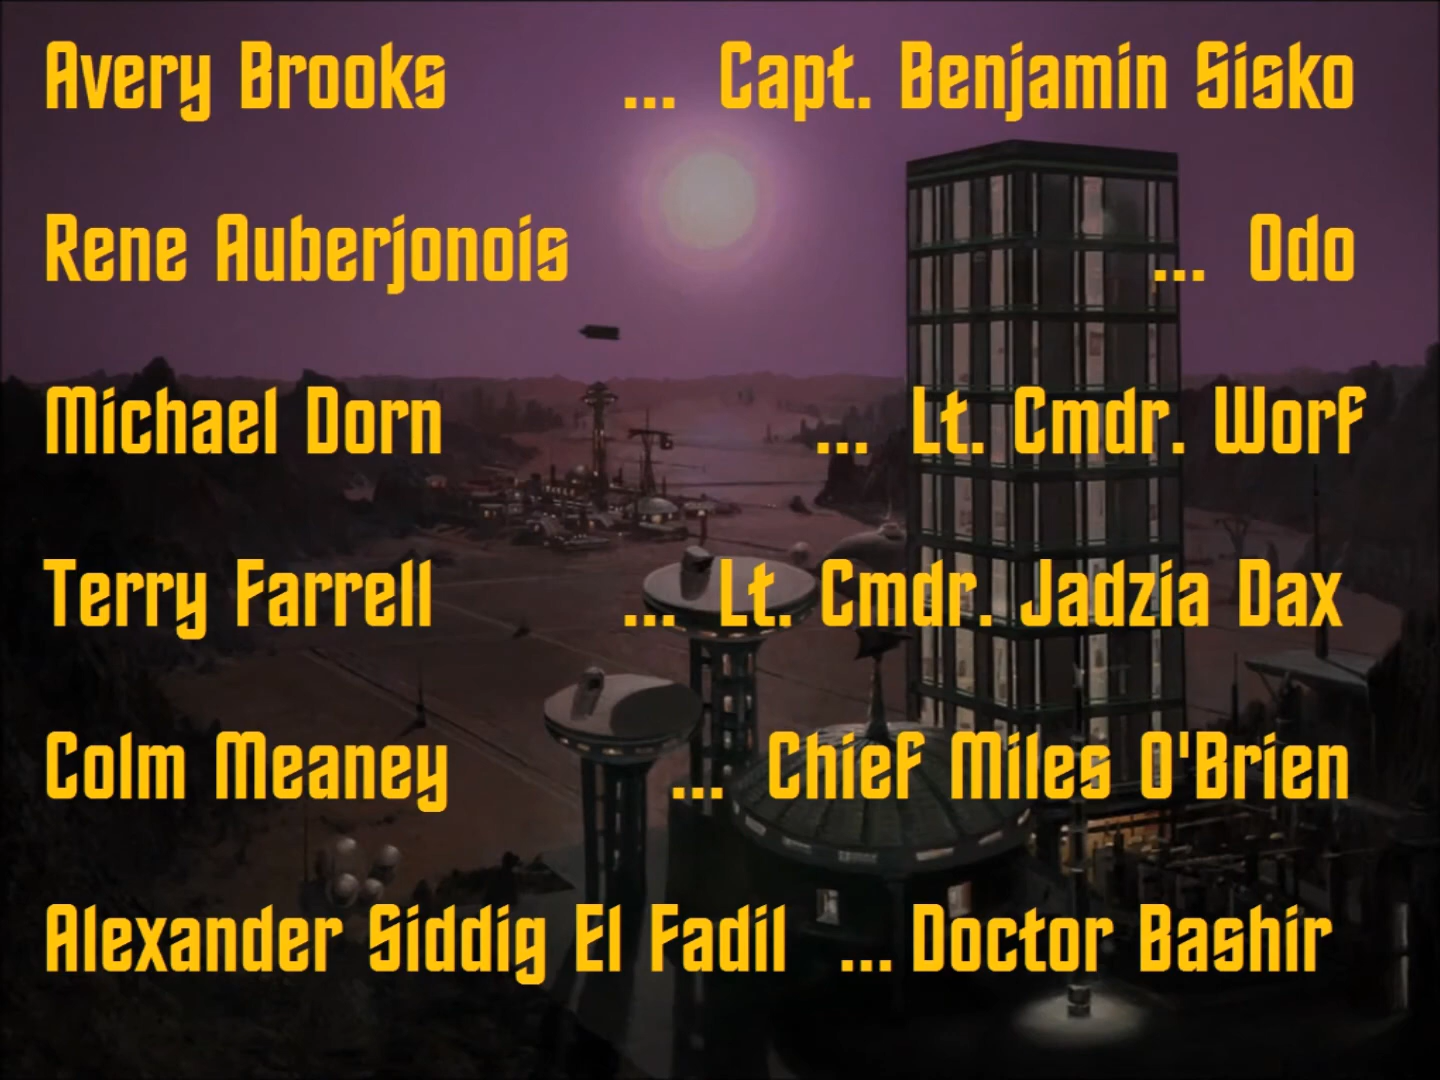 Avery Brooks ... Capt. Benjamin Sisko
Rene Auberjonois ... Odo
Michael Dorn ... Lt. Cmdr. Worf
Terry Farrell ... Lt. Cmdr. Jadzia Dax
Colm Meaney ... Chief Miles O'Brien
Alexander Siddig El Fadil ... Doctor Bashir